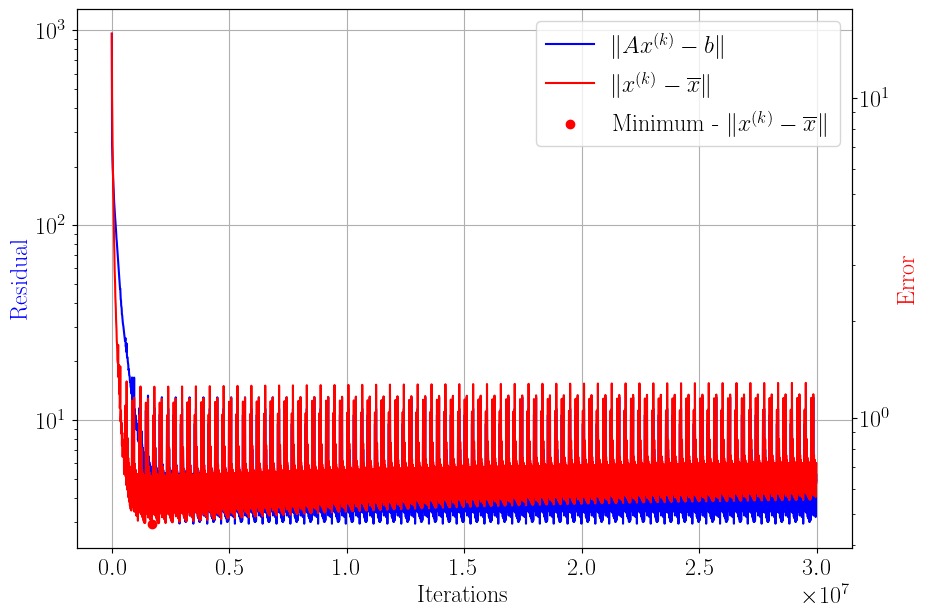 ‖Ax^{(k)} − b‖
‖x^{(k)} − x̅‖
Minimum - ‖x^{(k)} − x̅‖
10^3
10^2
10^1
Residual
10^1
10^0
Error
0.0 0.5 1.0 1.5 2.0 2.5 3.0
Iterations
×10^7